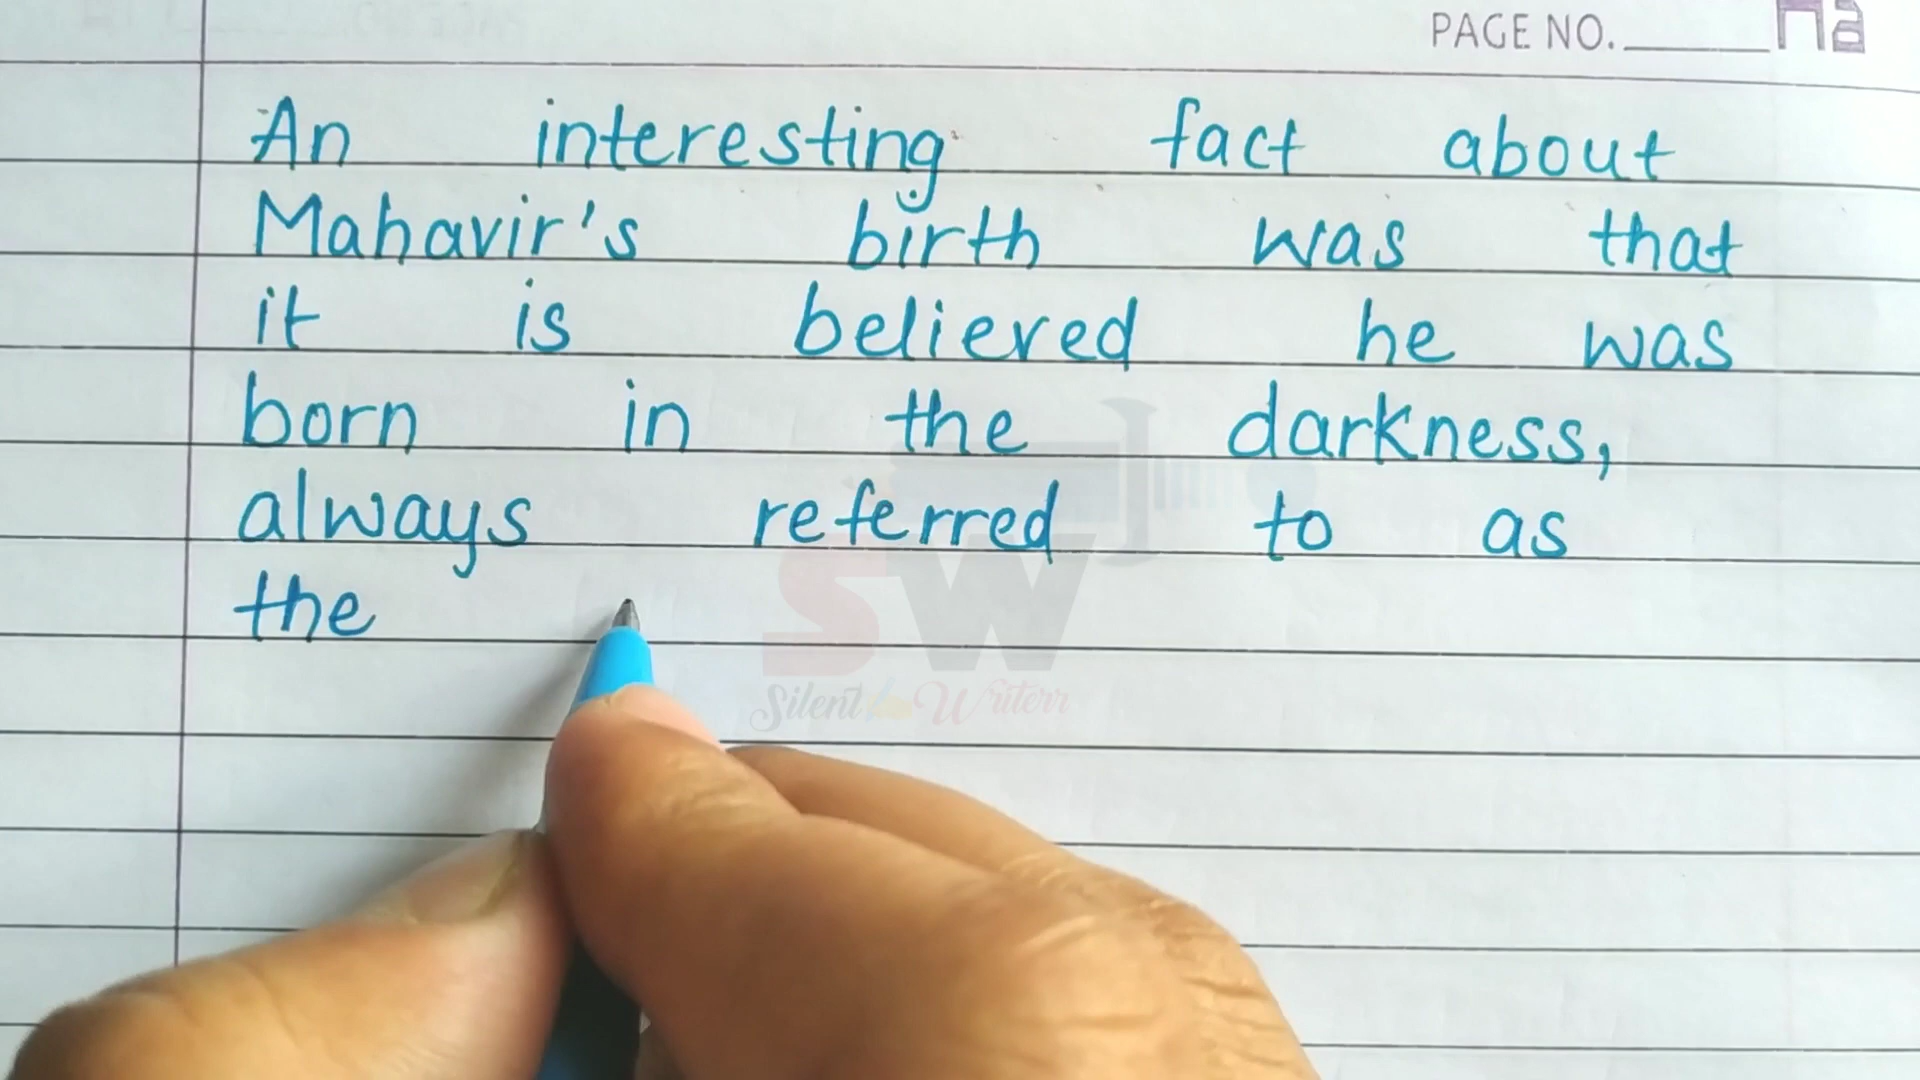 PAGE NO.
An interesting fact about
Mahavir's birth was that
it is believed he was
born in the darkness,
always referred to as
the
SW
Silent Writerr